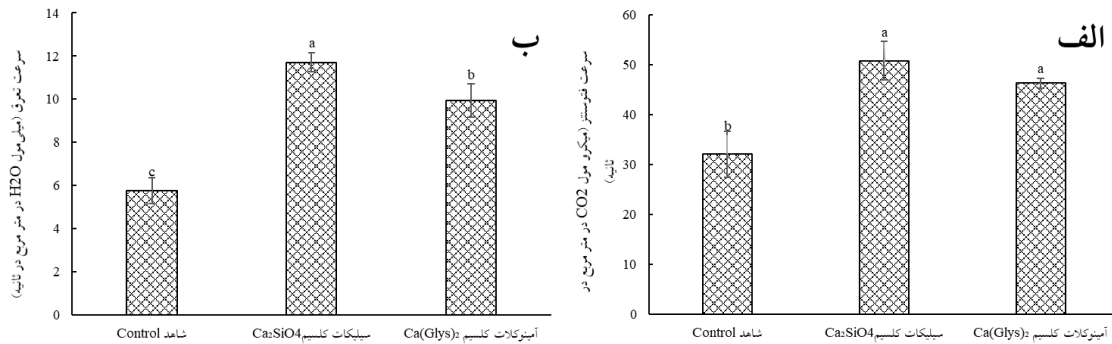 الف
سرعت فتوسنتز (میکرو مول CO2 در متر مربع در
ثانیه)
60
50
40
30
20
10
0
b
a
a
شاهد Control
سیلیکات کلسیم Ca₂SiO4
آمینوکلات کلسیم Ca(Glys)₂
ب
سرعت تعرق (میلی‌مول H2O در متر مربع در ثانیه)
14
12
10
8
6
4
2
0
c
a
b
شاهد Control
سیلیکات کلسیم Ca₂SiO4
آمینوکلات کلسیم Ca(Glys)₂